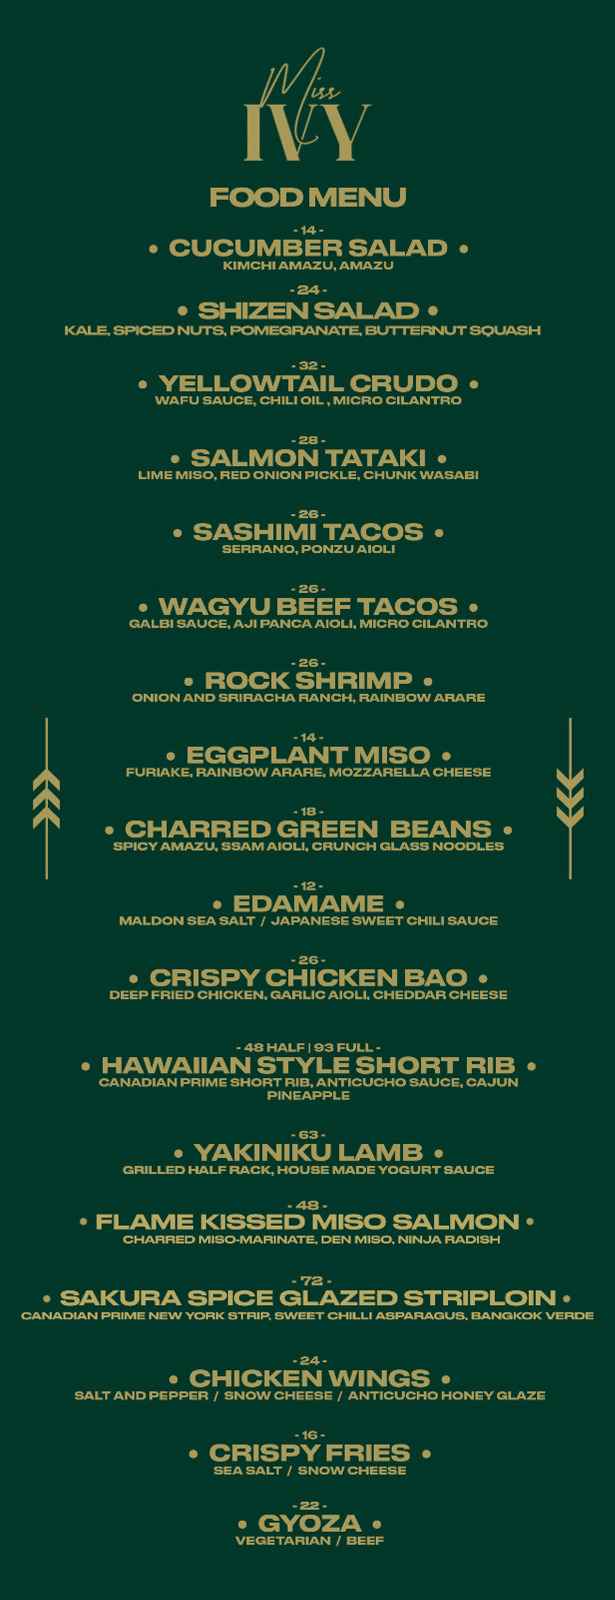 Miss
IVY
FOOD MENU
- 14 -
• CUCUMBER SALAD •
KIMCHI AMAZU, AMAZU
- 24 -
• SHIZEN SALAD •
KALE, SPICED NUTS, POMEGRANATE, BUTTERNUT SQUASH
- 32 -
• YELLOWTAIL CRUDO •
WAFU SAUCE, CHILI OIL , MICRO CILANTRO
- 28 -
• SALMON TATAKI •
LIME MISO, RED ONION PICKLE, CHUNK WASABI
- 26 -
• SASHIMI TACOS •
SERRANO, PONZU AIOLI
- 26 -
• WAGYU BEEF TACOS •
GALBI SAUCE, AJI PANCA AIOLI, MICRO CILANTRO
- 26 -
• ROCK SHRIMP •
ONION AND SRIRACHA RANCH, RAINBOW ARARE
- 14 -
• EGGPLANT MISO •
FURIAKE, RAINBOW ARARE, MOZZARELLA CHEESE
- 18 -
• CHARRED GREEN BEANS •
SPICY AMAZU, SSAM AIOLI, CRUNCH GLASS NOODLES
- 12 -
• EDAMAME •
MALDON SEA SALT / JAPANESE SWEET CHILI SAUCE
- 26 -
• CRISPY CHICKEN BAO •
DEEP FRIED CHICKEN, GARLIC AIOLI, CHEDDAR CHEESE
- 48 HALF | 93 FULL -
• HAWAIIAN STYLE SHORT RIB •
CANADIAN PRIME SHORT RIB, ANTICUCHO SAUCE, CAJUN
PINEAPPLE
- 63 -
• YAKINIKU LAMB •
GRILLED HALF RACK, HOUSE MADE YOGURT SAUCE
- 48 -
• FLAME KISSED MISO SALMON •
CHARRED MISO-MARINATE, DEN MISO, NINJA RADISH
- 72 -
• SAKURA SPICE GLAZED STRIPLOIN •
CANADIAN PRIME NEW YORK STRIP, SWEET CHILLI ASPARAGUS, BANGKOK VERDE
- 24 -
• CHICKEN WINGS •
SALT AND PEPPER / SNOW CHEESE / ANTICUCHO HONEY GLAZE
- 16 -
• CRISPY FRIES •
SEA SALT / SNOW CHEESE
- 22 -
• GYOZA •
VEGETARIAN / BEEF